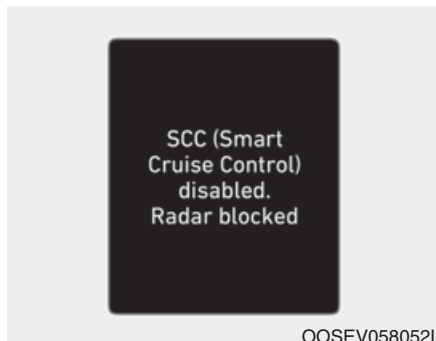 SCC (Smart
Cruise Control)
disabled.
Radar blocked
OOSEV058052L